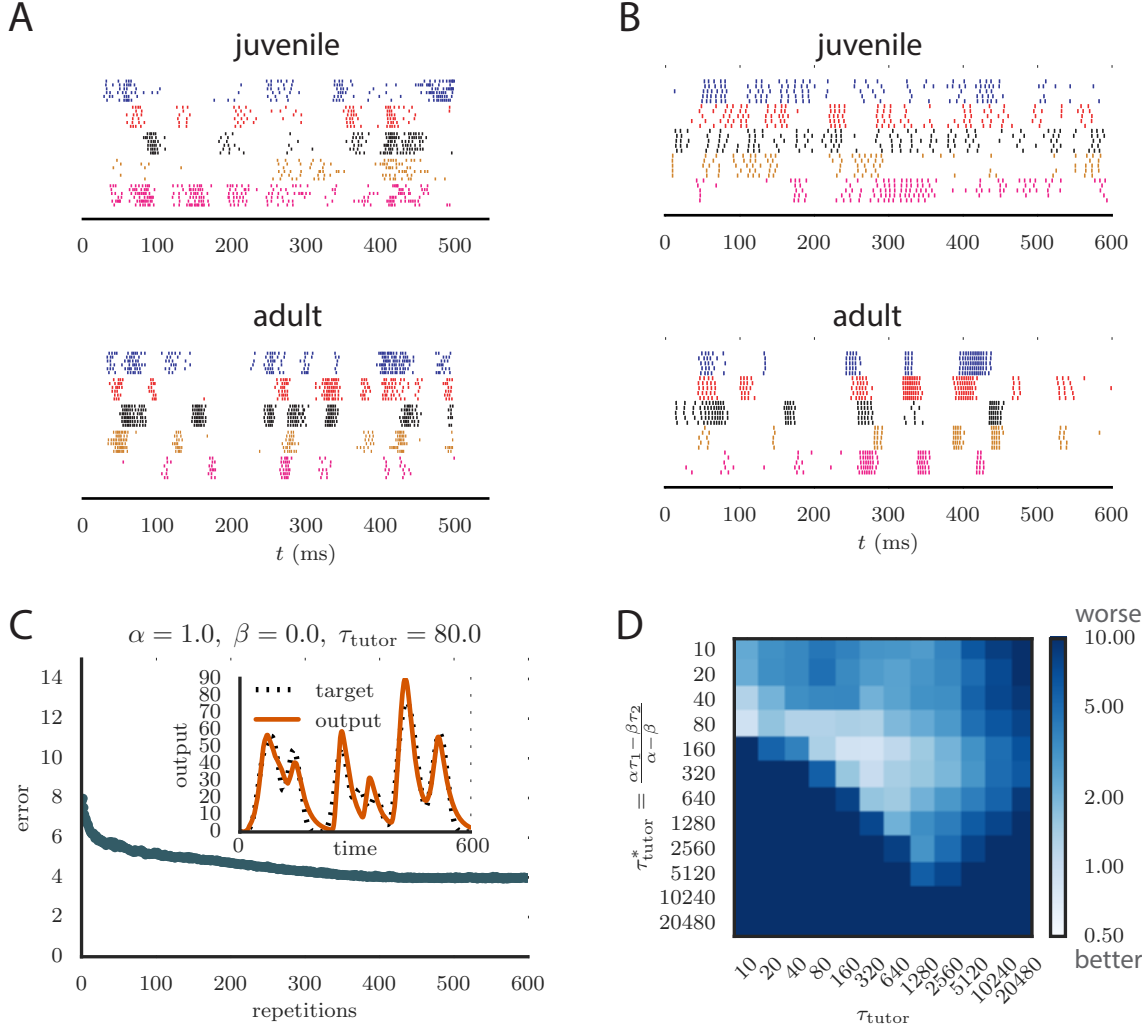 A
juvenile
0 100 200 300 400 500
adult
0 100 200 300 400 500
t (ms)
B
juvenile
0 100 200 300 400 500 600
adult
0 100 200 300 400 500 600
t (ms)
C
α = 1.0, β = 0.0, τtutor = 80.0
error
14
12
10
8
6
4
2
0
0 100 200 300 400 500 600
repetitions
output
90
80
70
60
50
40
30
20
10
0
target
output
0 time 600
D
τ*tutor = (ατ1−βτ2)/(α−β)
10
20
40
80
160
320
640
1280
2560
5120
10240
20480
10 20 40 80 160 320 640 1280 2560 5120 10240 20480
τtutor
worse
10.00
5.00
2.00
1.00
0.50
better